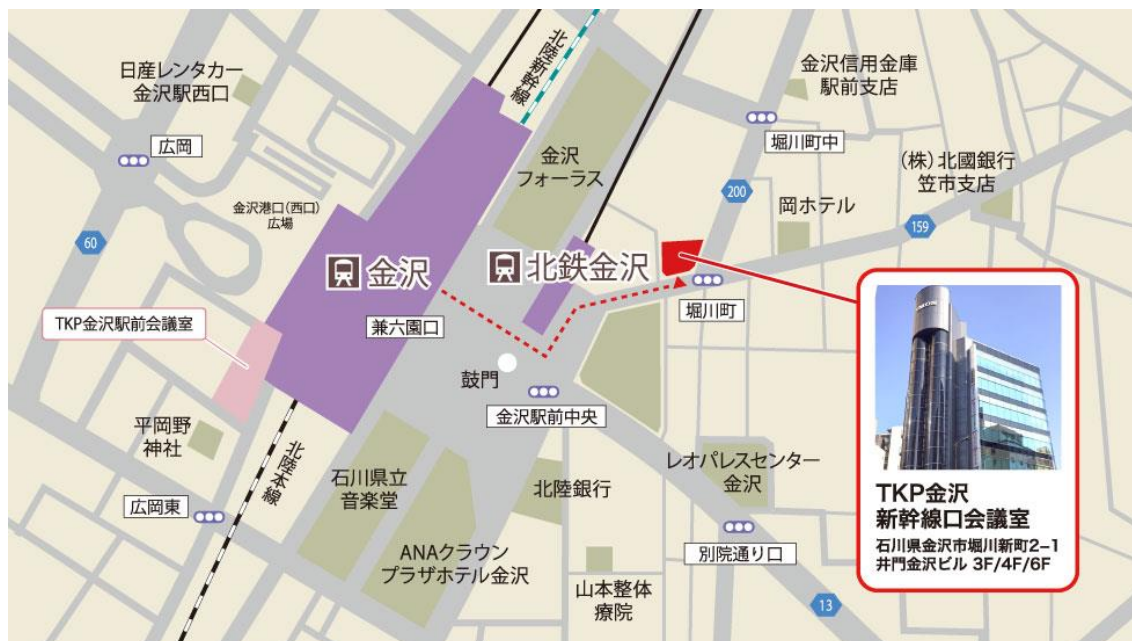 北陸新幹線
日産レンタカー
金沢駅西口
広岡
金沢信用金庫
駅前支店
堀川町中
金沢
フォーラス
(株)北國銀行
笠市支店
200
岡ホテル
159
金沢港口(西口)
広場
60
金沢
北鉄金沢
堀川町
TKP金沢駅前会議室
兼六園口
鼓門
金沢駅前中央
平岡野
神社
北陸本線
石川県立
音楽堂
北陸銀行
レオパレスセンター
金沢
広岡東
ANAクラウン
プラザホテル金沢
別院通り口
山本整体
療院
13
TKP金沢
新幹線口会議室
石川県金沢市堀川新町2−1
井門金沢ビル 3F/4F/6F